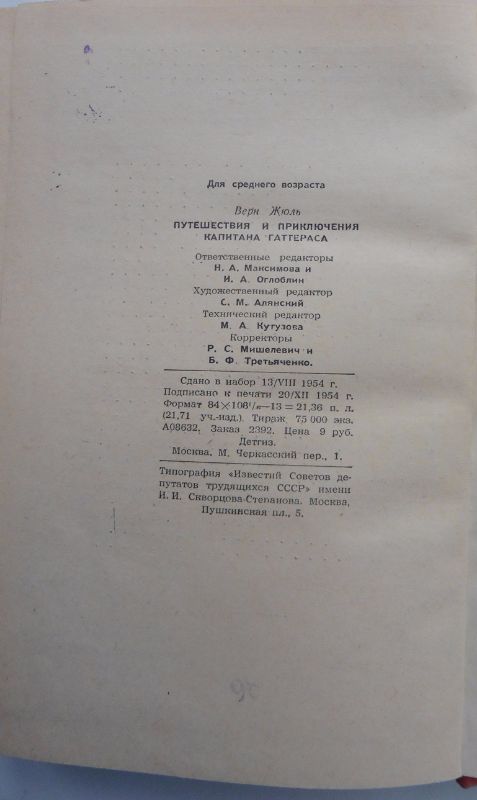 Для среднего возраста
Верн Жюль
ПУТЕШЕСТВИЯ И ПРИКЛЮЧЕНИЯ
КАПИТАНА ГАТТЕРАСА
Ответственные редакторы
Н. А. Максимова и
И. А. Оглоблин
Художественный редактор
С. М. Алянский
Технический редактор
М. А. Кутузова
Корректоры
Р. С. Мишелевич и
Б. Ф. Третьяченко.
Сдано в набор 13/VIII 1954 г.
Подписано к печати 20/XII 1954 г.
Формат 84×108¹/₁₆—13 = 21,36 п. л.
(21,71 уч.-изд.). Тираж 75 000 экз.
А08632. Заказ 2392. Цена 9 руб.
Детгиз.
Москва. М. Черкасский пер., 1.
Типография «Известий Советов де-
путатов трудящихся СССР» имени
И. И. Скворцова-Степанова. Москва,
Пушкинская пл., 5.